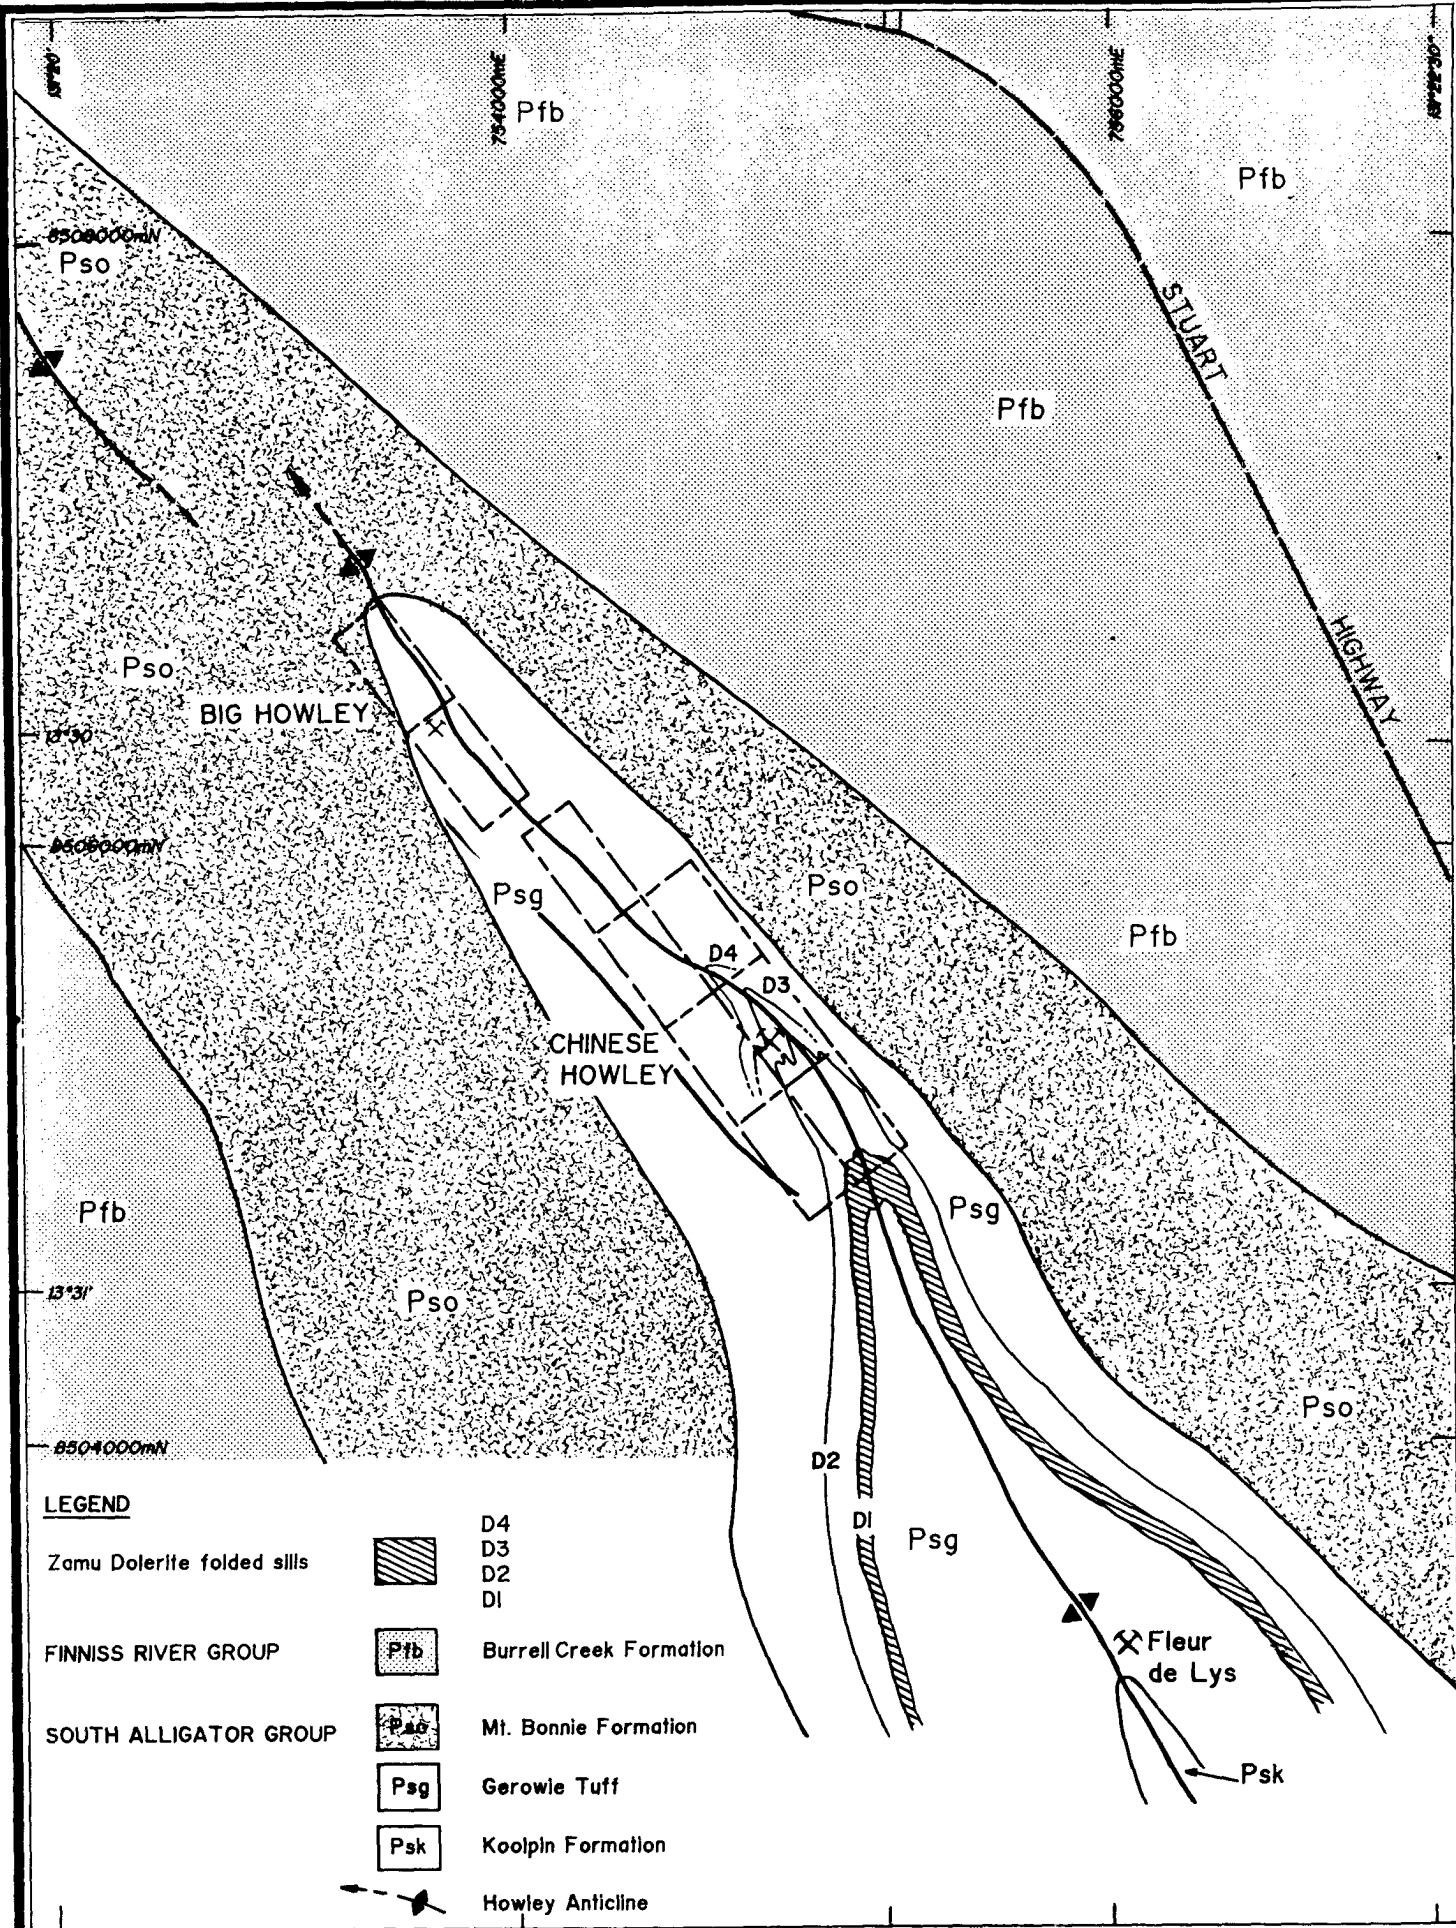 754000mE
756000mE
Pfb
Pfb
8508000mN
Pso
STUART
Pfb
HIGHWAY
Pso
BIG HOWLEY
13°30'
8506000mN
Psg
Pso
Pfb
D4
D3
CHINESE
HOWLEY
Pfb
Psg
13°31'
Pso
Pso
8504000mN
D2
D1
Psg
LEGEND
Zamu Dolerite folded sills
D4
D3
D2
D1
FINNISS RIVER GROUP
Pfb
Burrell Creek Formation
SOUTH ALLIGATOR GROUP
Pso
Mt. Bonnie Formation
Psg
Gerowie Tuff
Psk
Koolpin Formation
Howley Anticline
Fleur
de Lys
Psk